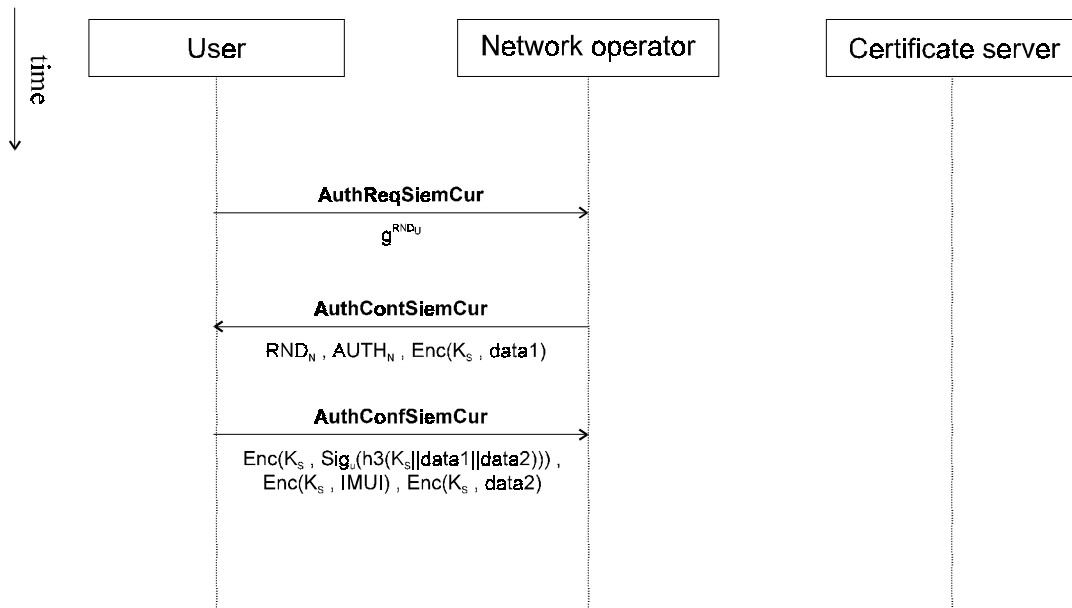 time
User
Network operator
Certificate server
AuthReqSiemCur
g^RND_U
AuthContSiemCur
RND_N , AUTH_N , Enc(K_S , data1)
AuthConfSiemCur
Enc(K_S , Sig_u(h3(K_S||data1||data2))) ,
Enc(K_S , IMUI) , Enc(K_S , data2)